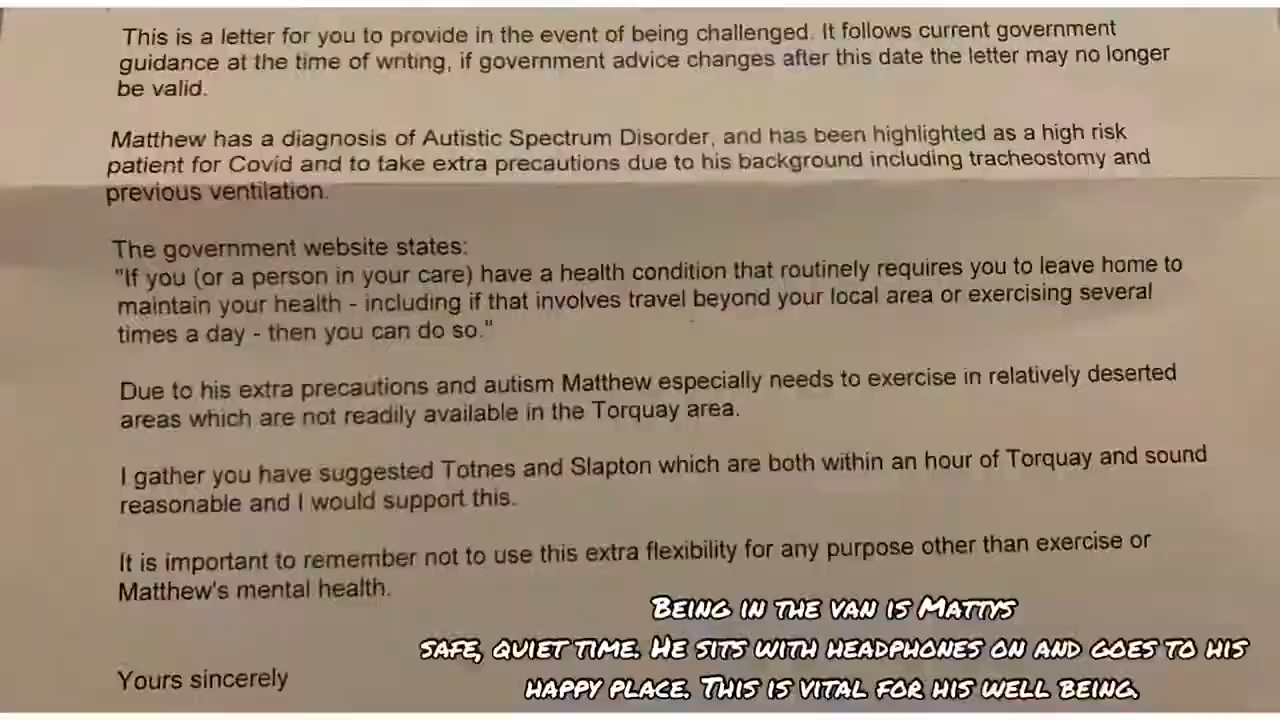 This is a letter for you to provide in the event of being challenged. It follows current government
guidance at the time of writing, if government advice changes after this date the letter may no longer
be valid.
Matthew has a diagnosis of Autistic Spectrum Disorder, and has been highlighted as a high risk
patient for Covid and to take extra precautions due to his background including tracheostomy and
previous ventilation.
The government website states:
"If you (or a person in your care) have a health condition that routinely requires you to leave home to
maintain your health - including if that involves travel beyond your local area or exercising several
times a day - then you can do so."
Due to his extra precautions and autism Matthew especially needs to exercise in relatively deserted
areas which are not readily available in the Torquay area.
I gather you have suggested Totnes and Slapton which are both within an hour of Torquay and sound
reasonable and I would support this.
It is important to remember not to use this extra flexibility for any purpose other than exercise or
Matthew's mental health.
Yours sincerely
BEING IN THE VAN IS MATTYS
SAFE, QUIET TIME. HE SITS WITH HEADPHONES ON AND GOES TO HIS
HAPPY PLACE. THIS IS VITAL FOR HIS WELL BEING.